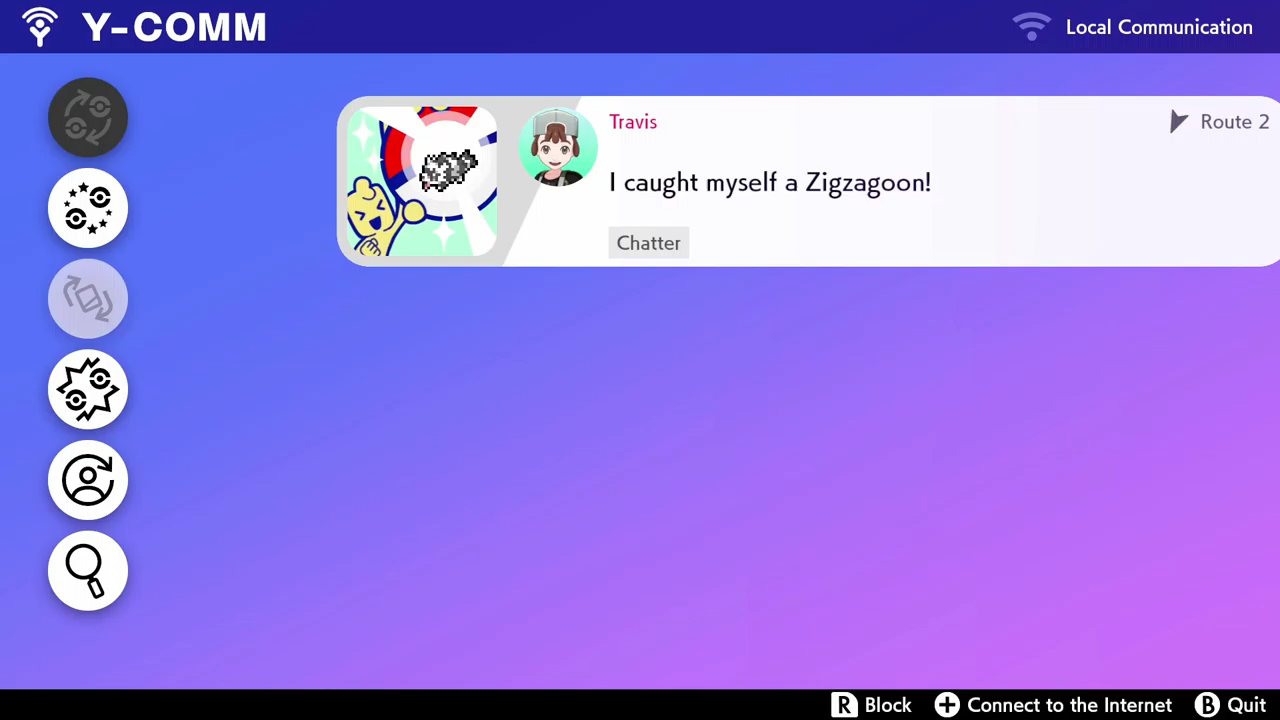 Y-COMM
Local Communication
Travis
Route 2
I caught myself a Zigzagoon!
Chatter
R Block
+ Connect to the Internet
B Quit